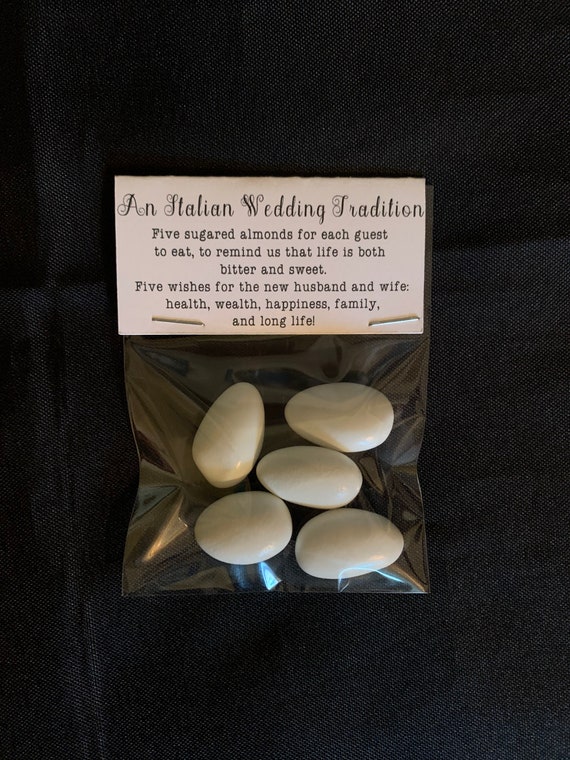 An Italian Wedding Tradition
Five sugared almonds for each guest
to eat, to remind us that life is both
bitter and sweet.
Five wishes for the new husband and wife:
health, wealth, happiness, family,
and long life!